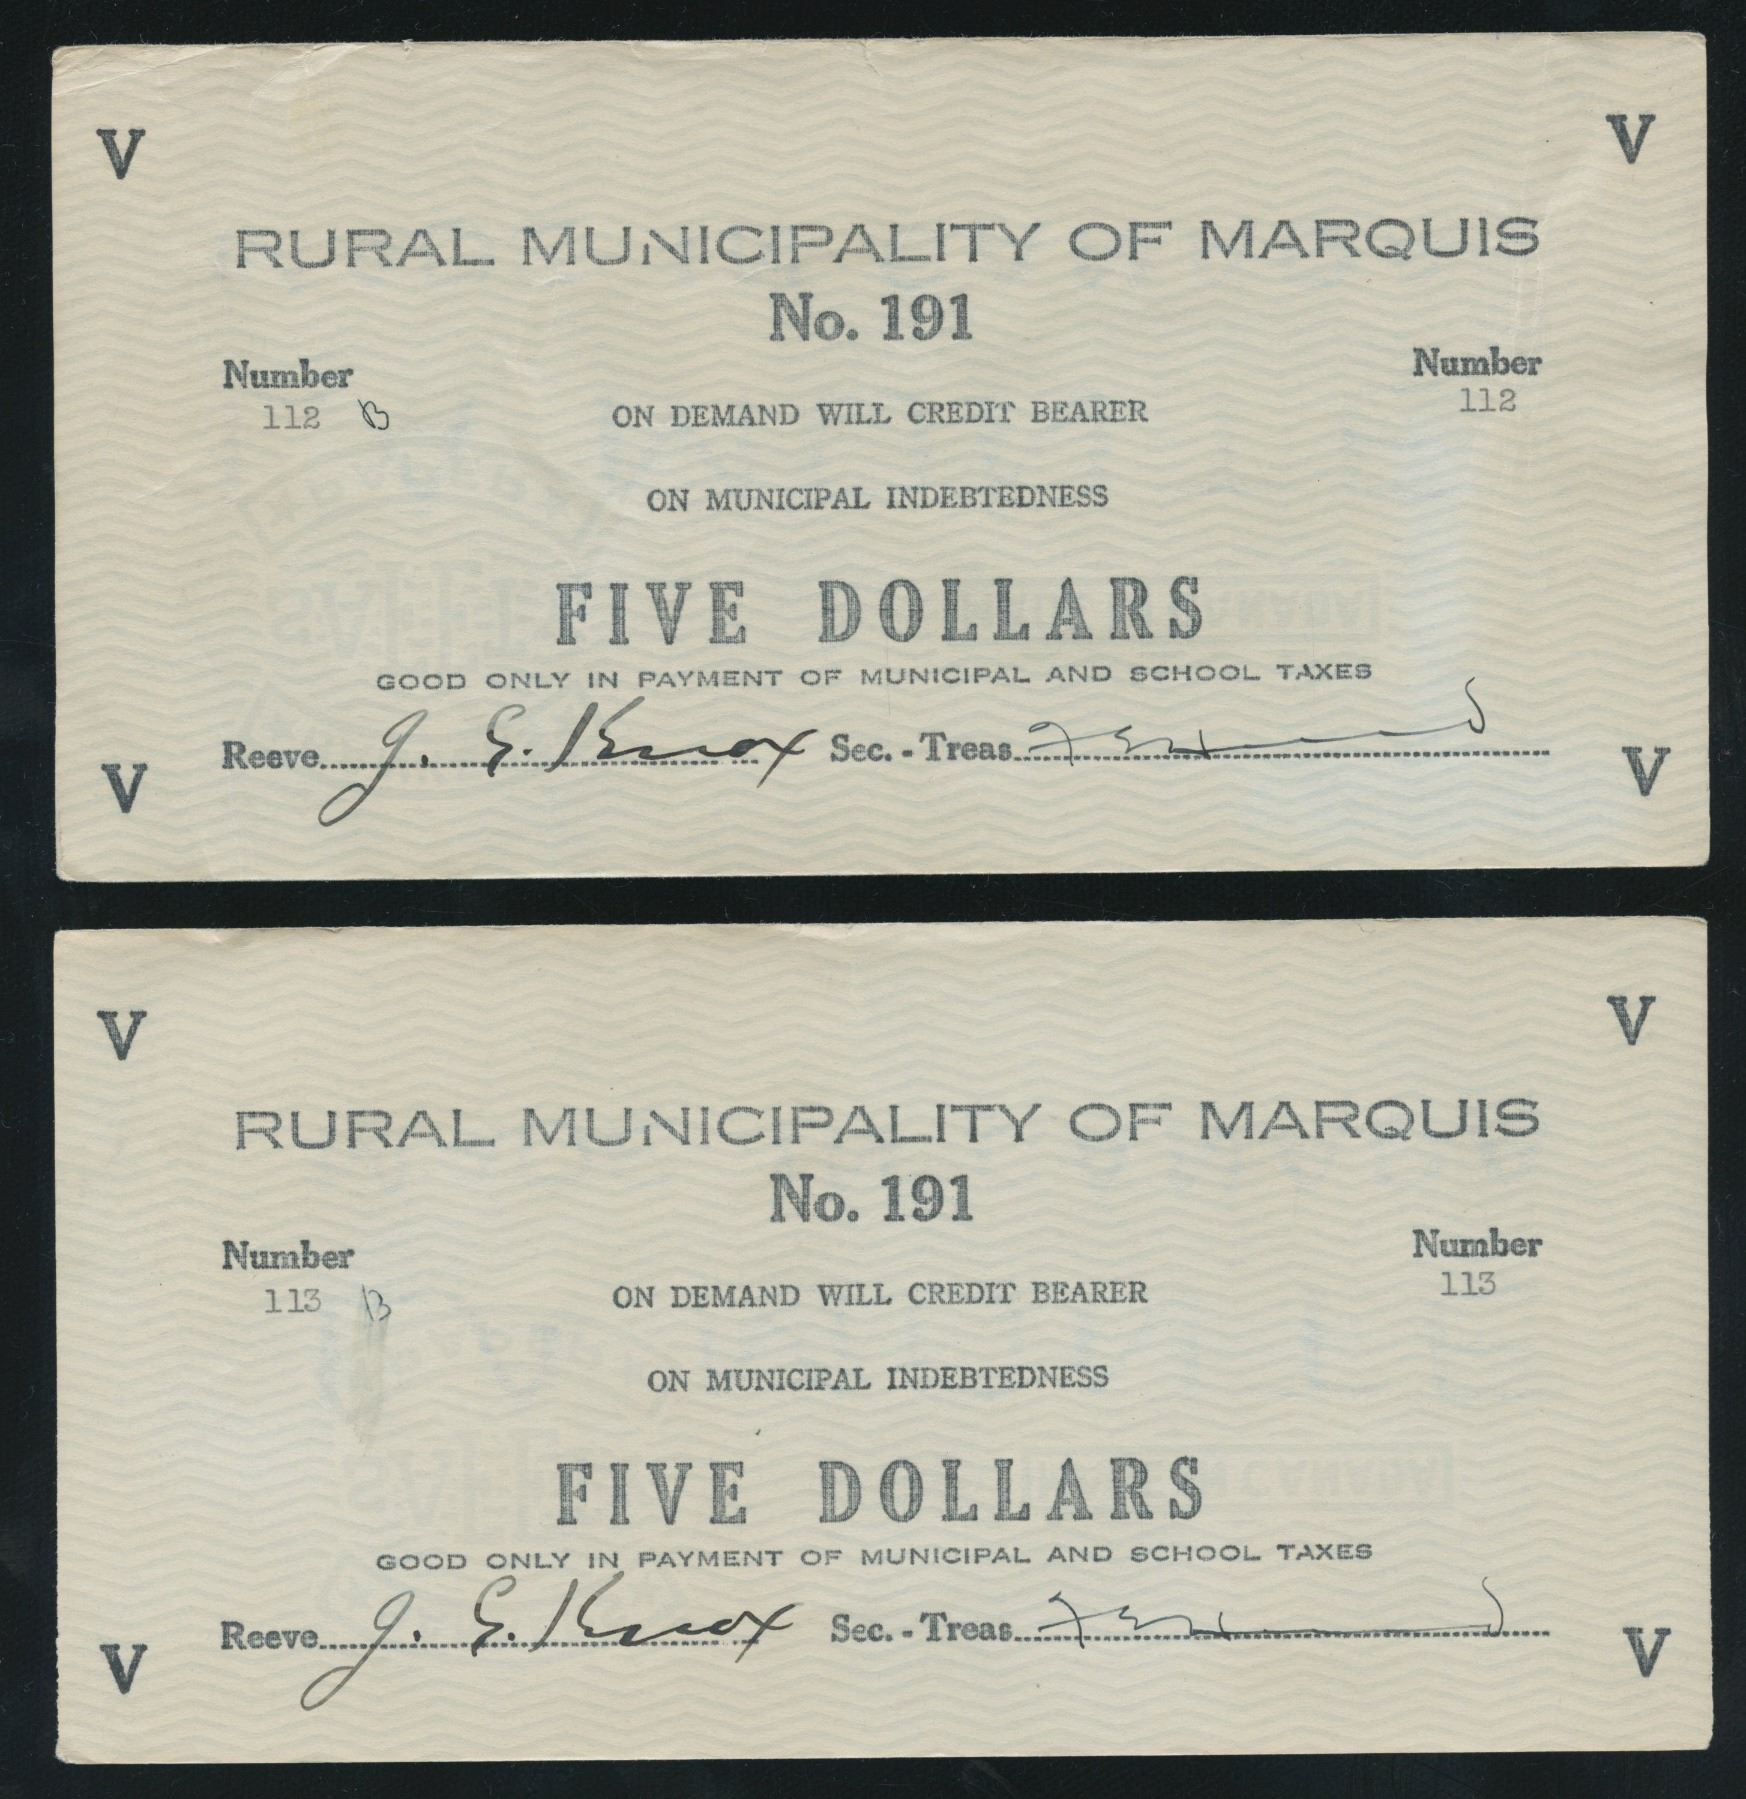 V V
RURAL MUNICIPALITY OF MARQUIS
No. 191
Number Number
112 B 112
ON DEMAND WILL CREDIT BEARER
ON MUNICIPAL INDEBTEDNESS
FIVE DOLLARS
GOOD ONLY IN PAYMENT OF MUNICIPAL AND SCHOOL TAXES
Reeve J. E. Knox Sec.-Treas
V V
V V
RURAL MUNICIPALITY OF MARQUIS
No. 191
Number Number
113 B 113
ON DEMAND WILL CREDIT BEARER
ON MUNICIPAL INDEBTEDNESS
FIVE DOLLARS
GOOD ONLY IN PAYMENT OF MUNICIPAL AND SCHOOL TAXES
Reeve J. E. Knox Sec.-Treas
V V